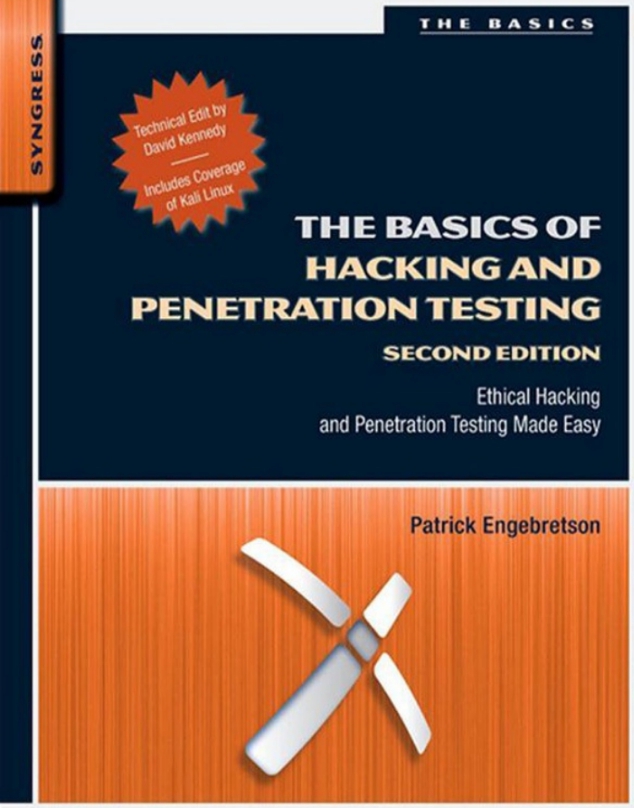 THE BASICS
SYNGRESS
Technical Edit by
David Kennedy
Includes Coverage
of Kali Linux
THE BASICS OF
HACKING AND
PENETRATION TESTING
SECOND EDITION
Ethical Hacking
and Penetration Testing Made Easy
Patrick Engebretson